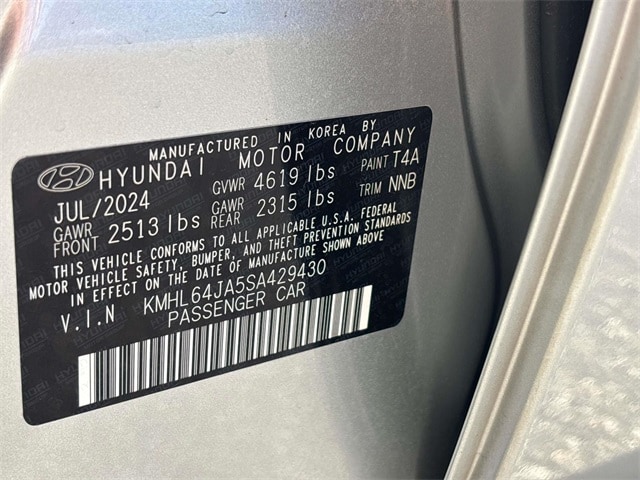 MANUFACTURED IN KOREA BY
HYUNDAI MOTOR COMPANY
JUL/2024 GVWR 4619 lbs PAINT T4A
GAWR FRONT 2513 lbs GAWR REAR 2315 lbs TRIM NNB
THIS VEHICLE CONFORMS TO ALL APPLICABLE U.S.A. FEDERAL
MOTOR VEHICLE SAFETY, BUMPER, AND THEFT PREVENTION STANDARDS
IN EFFECT ON THE DATE OF MANUFACTURE SHOWN ABOVE
V.I.N KMHL64JA5SA429430
PASSENGER CAR